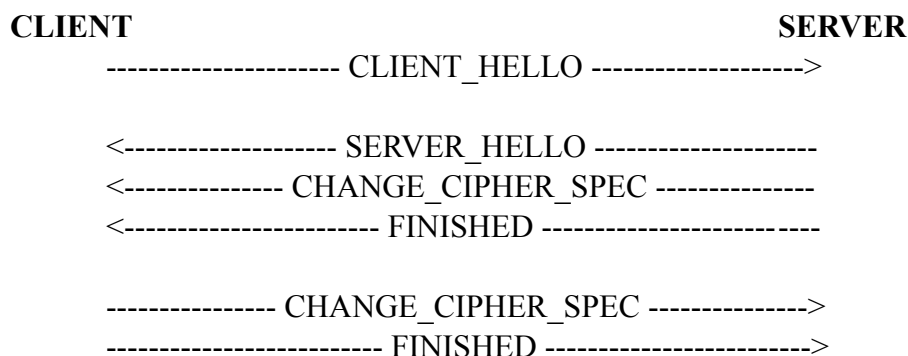 CLIENT SERVER
---------------------- CLIENT_HELLO -------------------->
<-------------------- SERVER_HELLO ---------------------
<--------------- CHANGE_CIPHER_SPEC ---------------
<------------------------ FINISHED --------------------------
---------------- CHANGE_CIPHER_SPEC --------------->
-------------------------- FINISHED ------------------------->